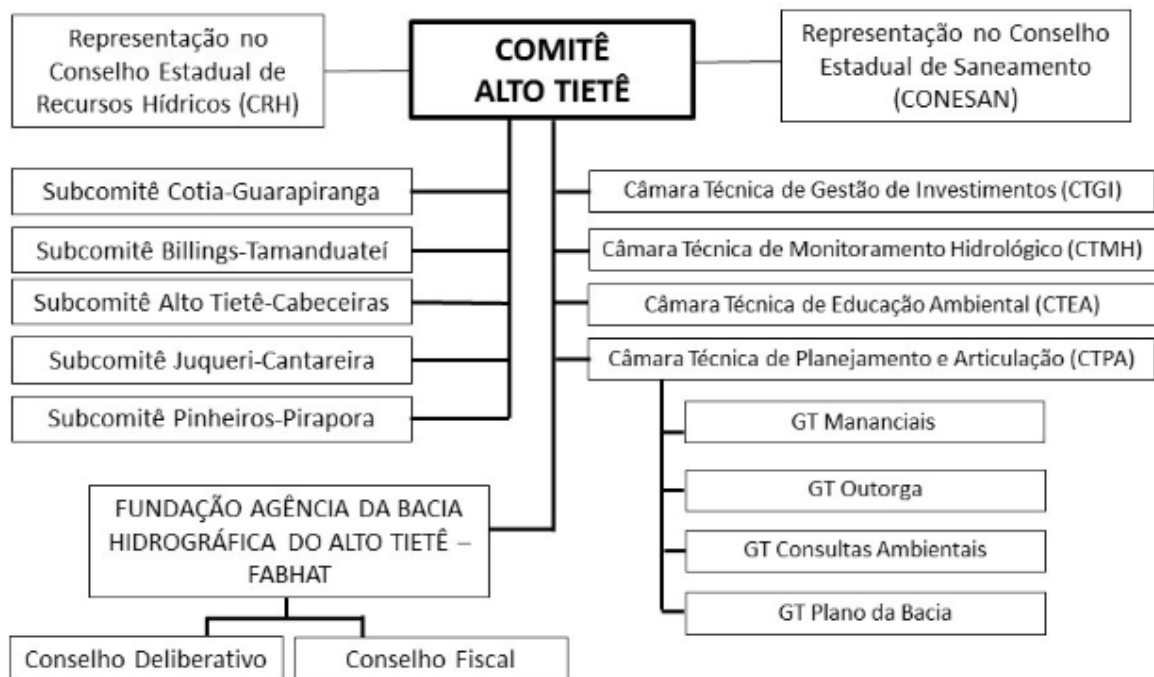 Representação no
Conselho Estadual de
Recursos Hídricos (CRH)
COMITÊ
ALTO TIETÊ
Representação no Conselho
Estadual de Saneamento
(CONESAN)
Subcomitê Cotia-Guarapiranga
Subcomitê Billings-Tamanduateí
Subcomitê Alto Tietê-Cabeceiras
Subcomitê Juqueri-Cantareira
Subcomitê Pinheiros-Pirapora
Câmara Técnica de Gestão de Investimentos (CTGI)
Câmara Técnica de Monitoramento Hidrológico (CTMH)
Câmara Técnica de Educação Ambiental (CTEA)
Câmara Técnica de Planejamento e Articulação (CTPA)
GT Mananciais
GT Outorga
GT Consultas Ambientais
GT Plano da Bacia
FUNDAÇÃO AGÊNCIA DA BACIA
HIDROGRÁFICA DO ALTO TIETÊ –
FABHAT
Conselho Deliberativo
Conselho Fiscal